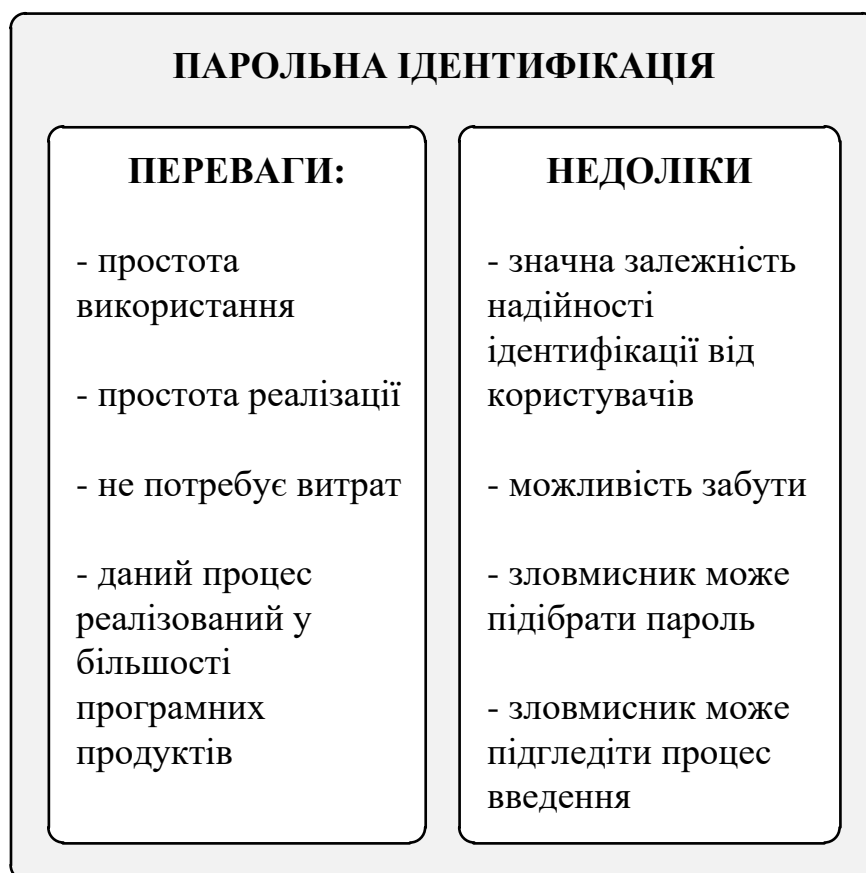 ПАРОЛЬНА ІДЕНТИФІКАЦІЯ
ПЕРЕВАГИ:
- простота
використання
- простота реалізації
- не потребує витрат
- даний процес
реалізований у
більшості
програмних
продуктів
НЕДОЛІКИ
- значна залежність
надійності
ідентифікації від
користувачів
- можливість забути
- зловмисник може
підібрати пароль
- зловмисник може
підгледіти процес
введення